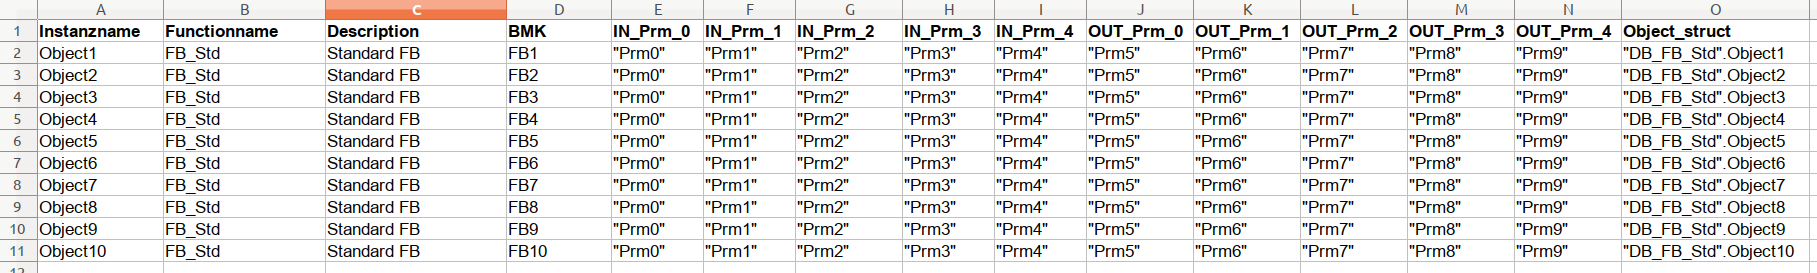 A B C D E F G H I J K L M N O
1 Instanzname Functionname Description BMK IN_Prm_0 IN_Prm_1 IN_Prm_2 IN_Prm_3 IN_Prm_4 OUT_Prm_0 OUT_Prm_1 OUT_Prm_2 OUT_Prm_3 OUT_Prm_4 Object_struct
2 Object1 FB_Std Standard FB FB1 "Prm0" "Prm1" "Prm2" "Prm3" "Prm4" "Prm5" "Prm6" "Prm7" "Prm8" "Prm9" "DB_FB_Std".Object1
3 Object2 FB_Std Standard FB FB2 "Prm0" "Prm1" "Prm2" "Prm3" "Prm4" "Prm5" "Prm6" "Prm7" "Prm8" "Prm9" "DB_FB_Std".Object2
4 Object3 FB_Std Standard FB FB3 "Prm0" "Prm1" "Prm2" "Prm3" "Prm4" "Prm5" "Prm6" "Prm7" "Prm8" "Prm9" "DB_FB_Std".Object3
5 Object4 FB_Std Standard FB FB4 "Prm0" "Prm1" "Prm2" "Prm3" "Prm4" "Prm5" "Prm6" "Prm7" "Prm8" "Prm9" "DB_FB_Std".Object4
6 Object5 FB_Std Standard FB FB5 "Prm0" "Prm1" "Prm2" "Prm3" "Prm4" "Prm5" "Prm6" "Prm7" "Prm8" "Prm9" "DB_FB_Std".Object5
7 Object6 FB_Std Standard FB FB6 "Prm0" "Prm1" "Prm2" "Prm3" "Prm4" "Prm5" "Prm6" "Prm7" "Prm8" "Prm9" "DB_FB_Std".Object6
8 Object7 FB_Std Standard FB FB7 "Prm0" "Prm1" "Prm2" "Prm3" "Prm4" "Prm5" "Prm6" "Prm7" "Prm8" "Prm9" "DB_FB_Std".Object7
9 Object8 FB_Std Standard FB FB8 "Prm0" "Prm1" "Prm2" "Prm3" "Prm4" "Prm5" "Prm6" "Prm7" "Prm8" "Prm9" "DB_FB_Std".Object8
10 Object9 FB_Std Standard FB FB9 "Prm0" "Prm1" "Prm2" "Prm3" "Prm4" "Prm5" "Prm6" "Prm7" "Prm8" "Prm9" "DB_FB_Std".Object9
11 Object10 FB_Std Standard FB FB10 "Prm0" "Prm1" "Prm2" "Prm3" "Prm4" "Prm5" "Prm6" "Prm7" "Prm8" "Prm9" "DB_FB_Std".Object10
12